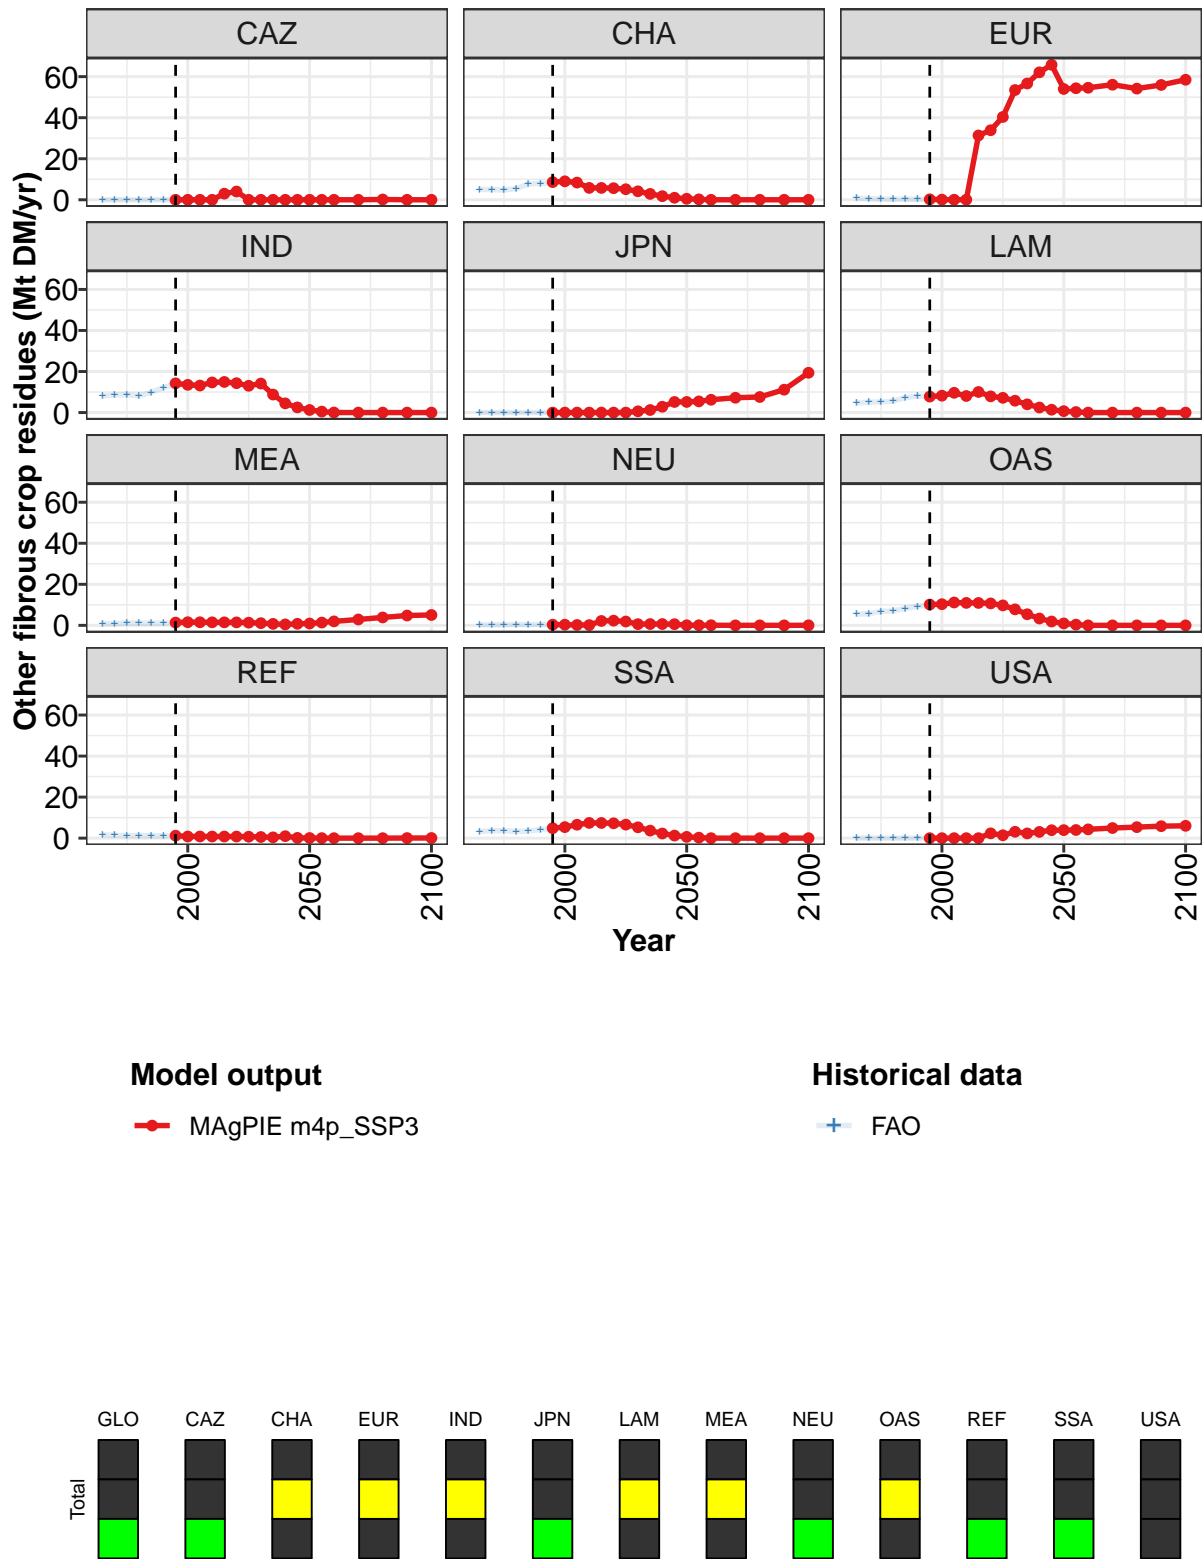 CAZ CHA EUR
60
40
20
0
IND JPN LAM
60
40
20
0
MEA NEU OAS
60
40
20
0
REF SSA USA
60
40
20
0
Other fibrous crop residues (Mt DM/yr)
2000 2050 2100 2000 2050 2100 2000 2050 2100
Year
Model output
MAgPIE m4p_SSP3
Historical data
FAO
GLO CAZ CHA EUR IND JPN LAM MEA NEU OAS REF SSA USA
Total